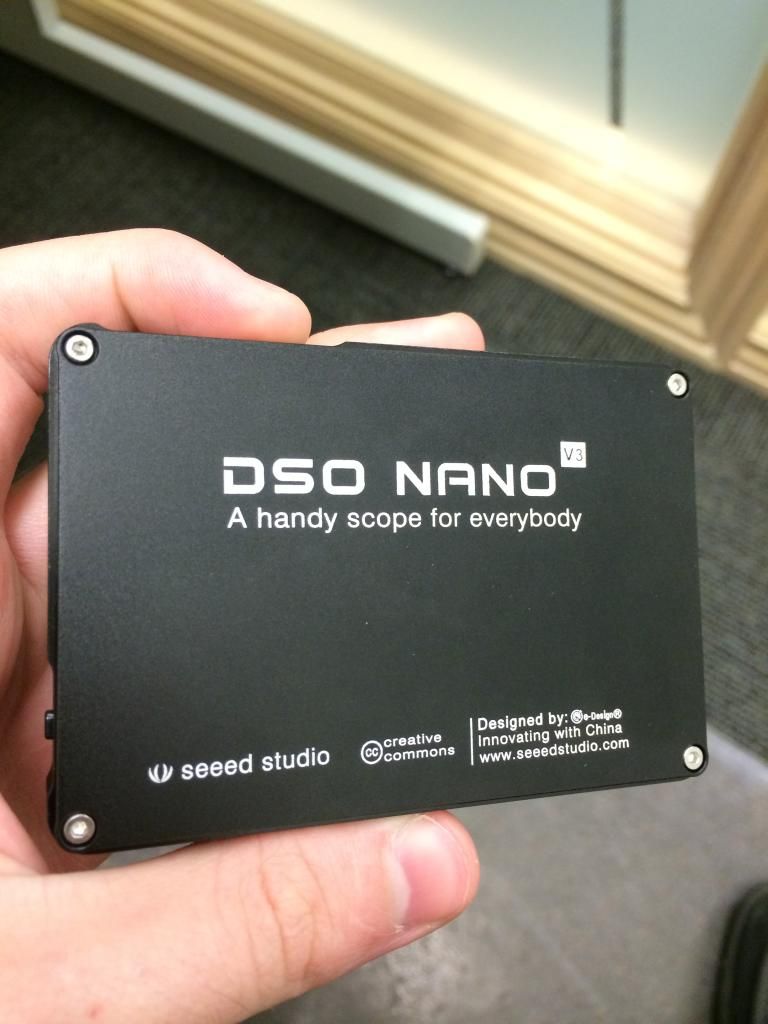 DSO NANO V3
A handy scope for everybody
seeed studio
cc creative commons
Designed by: e-Design®
Innovating with China
www.seeedstudio.com